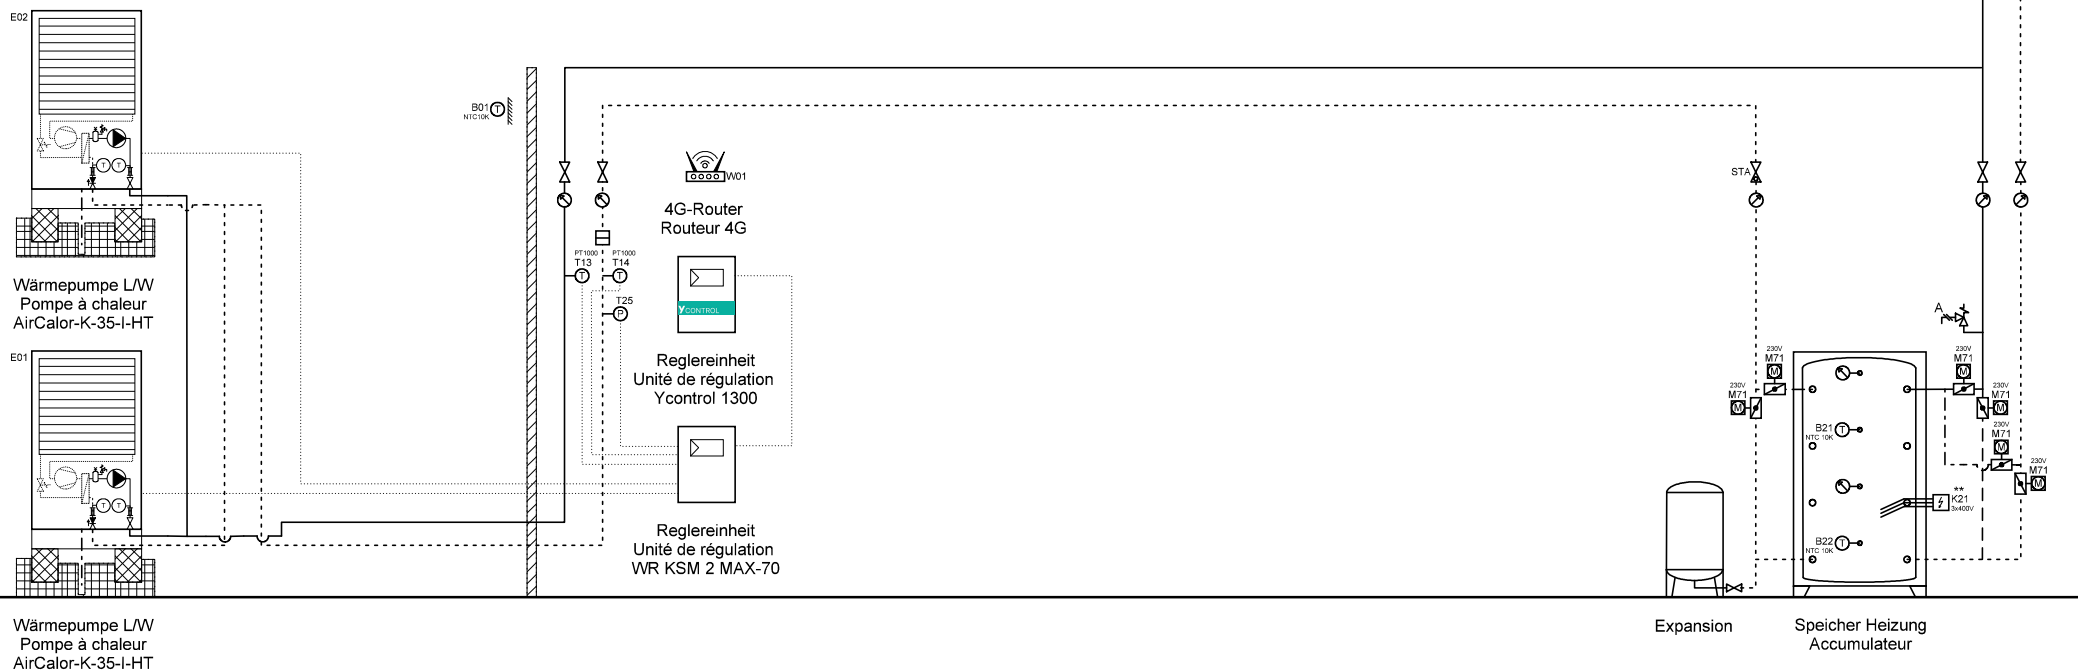 E02
Wärmepumpe L/W
Pompe à chaleur
AirCalor-K-35-I-HT
E01
Wärmepumpe L/W
Pompe à chaleur
AirCalor-K-35-I-HT
T
T
T
T
B01
NTC10K
T
W01
4G-Router
Routeur 4G
PT1000
T13
T
PT1000
T14
T
T25
P
YCONTROL
Reglereinheit
Unité de régulation
Ycontrol 1300
Reglereinheit
Unité de régulation
WR KSM 2 MAX-70
STA
A
230V
M71
M
230V
M71
M
230V
M71
M
230V
M71
M
230V
M71
M
230V
M71
M
B21
NTC 10K
T
**
K21
3x400V
B22
NTC 10K
T
Expansion
Speicher Heizung
Accumulateur